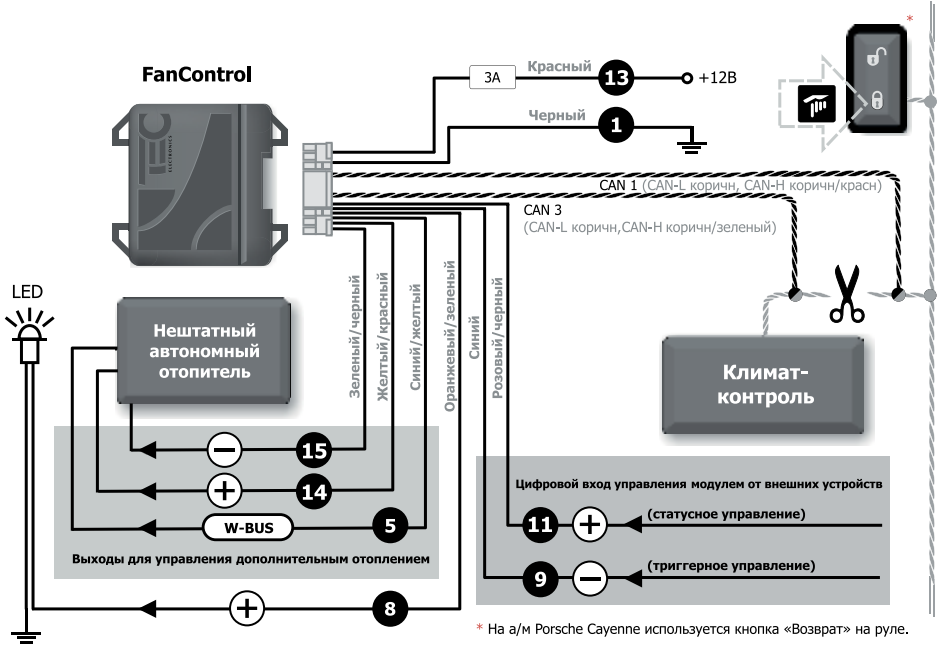 *
FanControl
Красный
3А
13
+12В
Черный
1
TEC
ELECTRONICS
CAN 1 (CAN-L коричн, CAN-H коричн/красн)
CAN 3
(CAN-L коричн,CAN-H коричн/зеленый)
LED
Нештатный
автономный
отопитель
Зеленый/черный
Желтый/красный
Синий/желтый
Оранжевый/зеленый
Синий
Розовый/черный
Климат-
контроль
15
14
W-BUS
5
Выходы для управления дополнительным отоплением
8
Цифровой вход управления модулем от внешних устройств
11
(статусное управление)
9
(триггерное управление)
* На а/м Porsche Cayenne используется кнопка «Возврат» на руле.